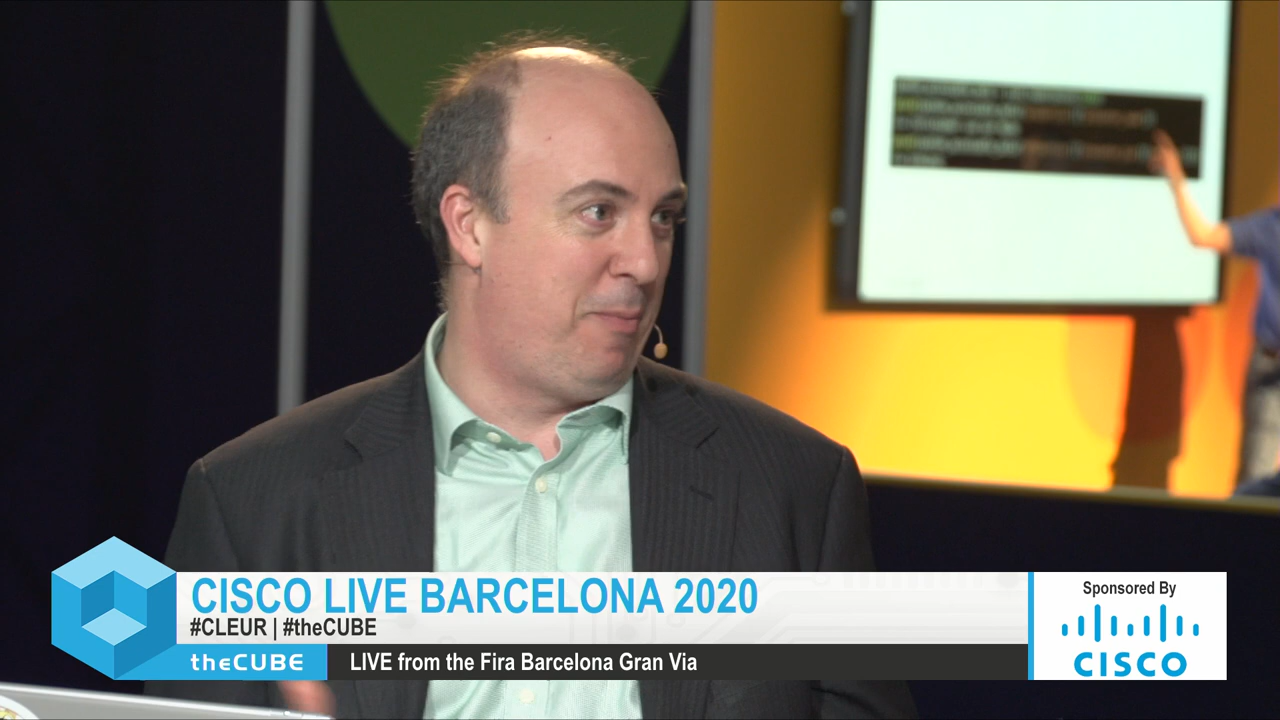 CISCO LIVE BARCELONA 2020
#CLEUR | #theCUBE
theCUBE
LIVE from the Fira Barcelona Gran Via
Sponsored By
CISCO